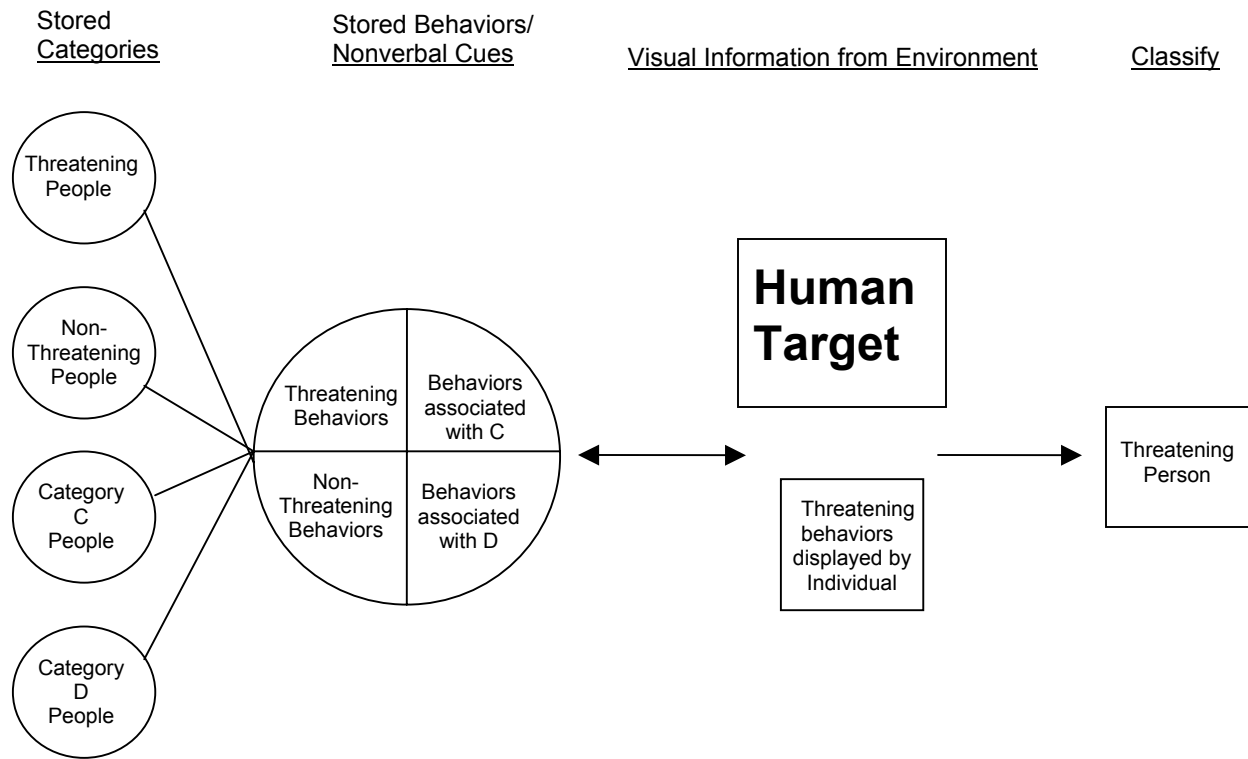 Stored
Categories
Stored Behaviors/
Nonverbal Cues
Visual Information from Environment
Classify
Threatening
People
Non-
Threatening
People
Category
C
People
Category
D
People
Threatening
Behaviors
Behaviors
associated
with C
Non-
Threatening
Behaviors
Behaviors
associated
with D
Human
Target
Threatening
behaviors
displayed by
Individual
Threatening
Person